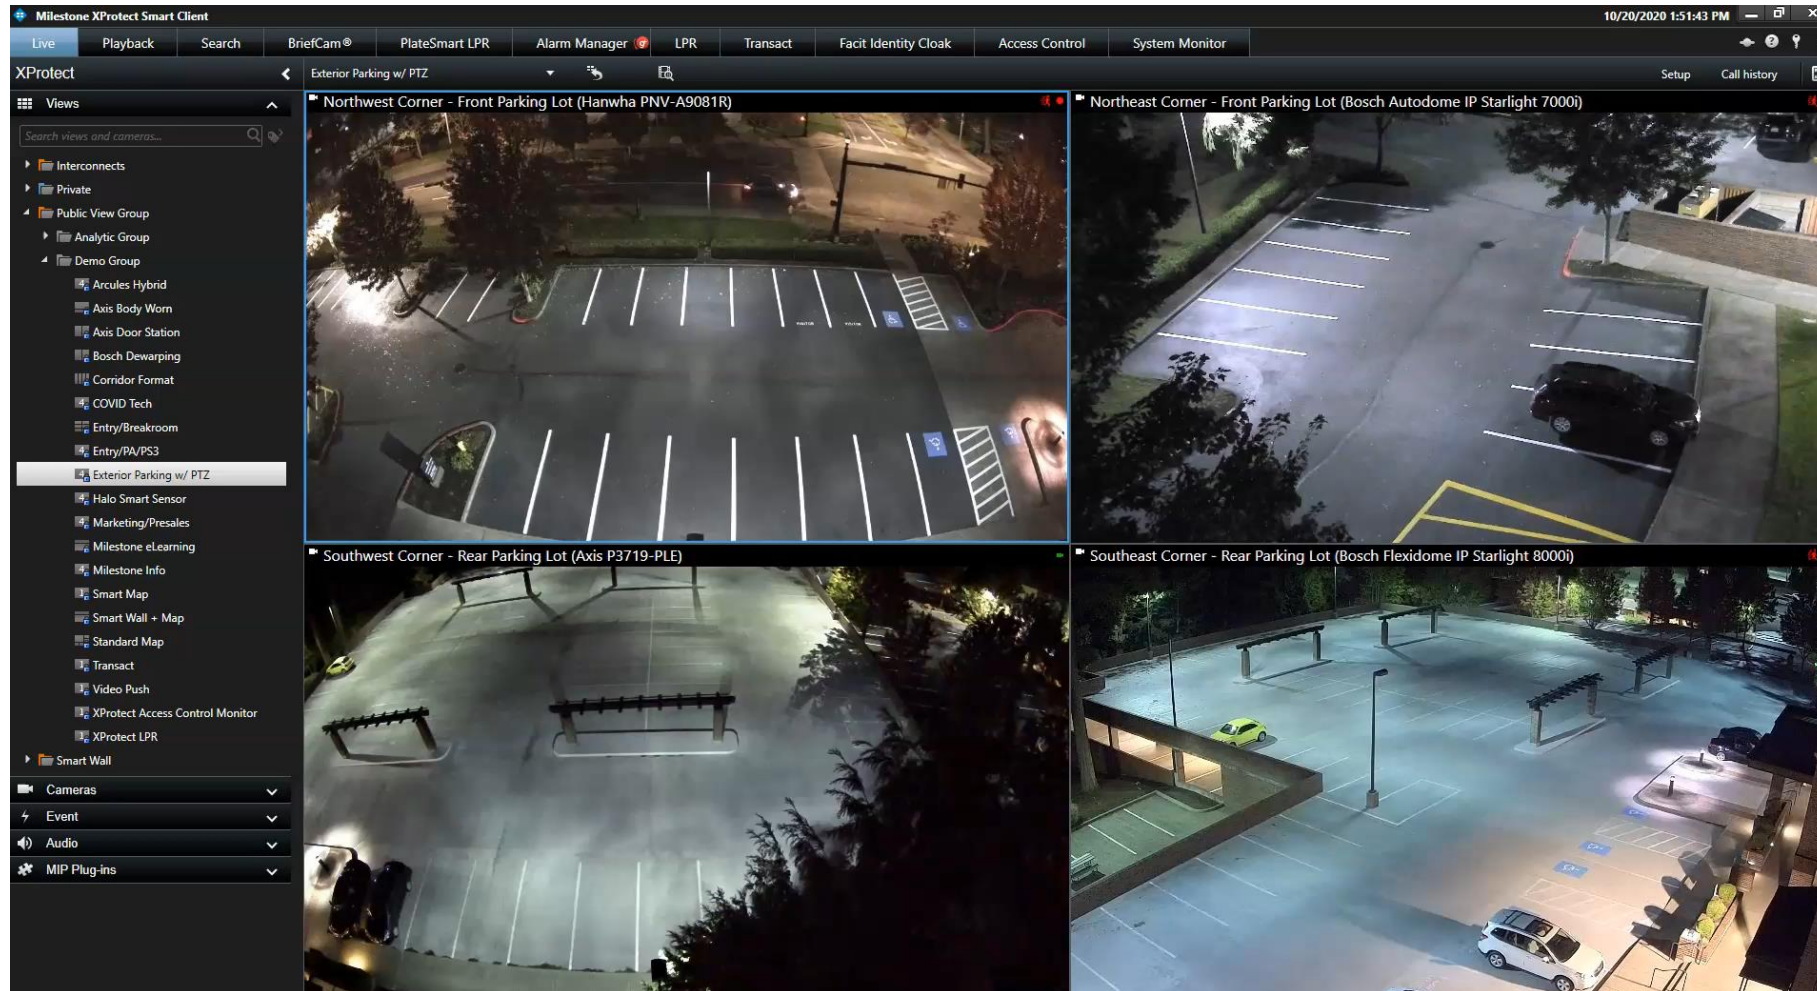 Milestone XProtect Smart Client
10/20/2020 1:51:43 PM
Live Playback Search BriefCam® PlateSmart LPR Alarm Manager LPR Transact Facit Identity Cloak Access Control System Monitor
XProtect
Exterior Parking w/ PTZ
Setup Call history
Views
Search views and cameras...
Interconnects
Private
Public View Group
Analytic Group
Demo Group
Arcules Hybrid
Axis Body Worn
Axis Door Station
Bosch Dewarping
Corridor Format
COVID Tech
Entry/Breakroom
Entry/PA/PS3
Exterior Parking w/ PTZ
Halo Smart Sensor
Marketing/Presales
Milestone eLearning
Milestone Info
Smart Map
Smart Wall + Map
Standard Map
Transact
Video Push
XProtect Access Control Monitor
XProtect LPR
Smart Wall
Cameras
Event
Audio
MIP Plug-ins
Northwest Corner - Front Parking Lot (Hanwha PNV-A9081R)
Northeast Corner - Front Parking Lot (Bosch Autodome IP Starlight 7000i)
Southwest Corner - Rear Parking Lot (Axis P3719-PLE)
Southeast Corner - Rear Parking Lot (Bosch Flexidome IP Starlight 8000i)